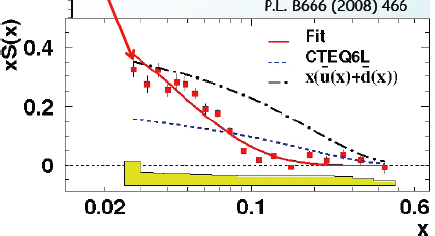 P.L. B666 (2008) 466
xS(x)
0.4
0.2
0
Fit
CTEQ6L
x(u̅(x)+d̅(x))
0.02
0.1
0.6
x